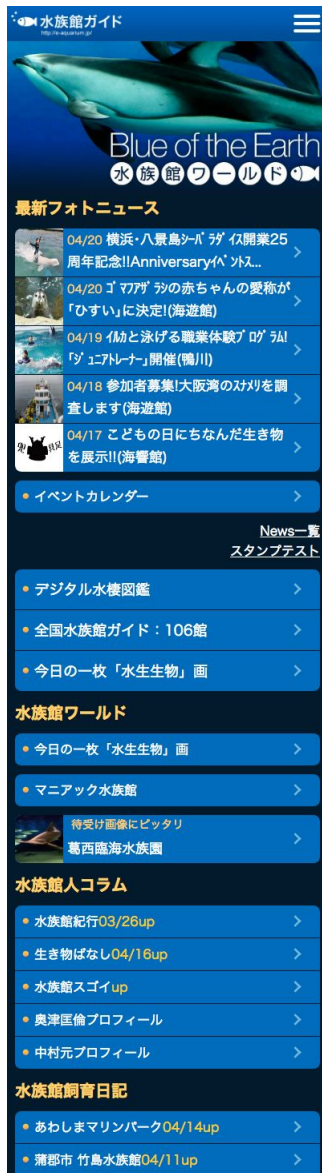 水族館ガイド
http://e-aquarium.jp/
Blue of the Earth
水族館ワールド
最新フォトニュース
04/20 横浜・八景島ｼｰﾊﾟﾗﾀﾞｲｽ開業25
周年記念!!Anniversaryｲﾍﾞﾝﾄｽ...
04/20 ｺﾞﾏﾌｱｻﾞﾗｼの赤ちゃんの愛称が
「ひすい」に決定!(海遊館)
04/19 ｲﾙｶと泳げる職業体験ﾌﾟﾛｸﾞﾗﾑ!
「ｼﾞｭﾆｱﾄﾚｰﾅｰ」開催(鴨川)
04/18 参加者募集!大阪湾のｽﾅﾒﾘを調
査します(海遊館)
04/17 こどもの日にちなんだ生き物
を展示!!(海響館)
イベントカレンダー
News一覧
スタンプテスト
デジタル水棲図鑑
全国水族館ガイド：106館
今日の一枚「水生生物」画
水族館ワールド
今日の一枚「水生生物」画
マニアック水族館
待受け画像にピッタリ
葛西臨海水族園
水族館人コラム
水族館紀行03/26up
生き物ばなし04/16up
水族館スゴイup
奥津匡倫プロフィール
中村元プロフィール
水族館飼育日記
あわしまマリンパーク04/14up
蒲郡市 竹島水族館04/11up